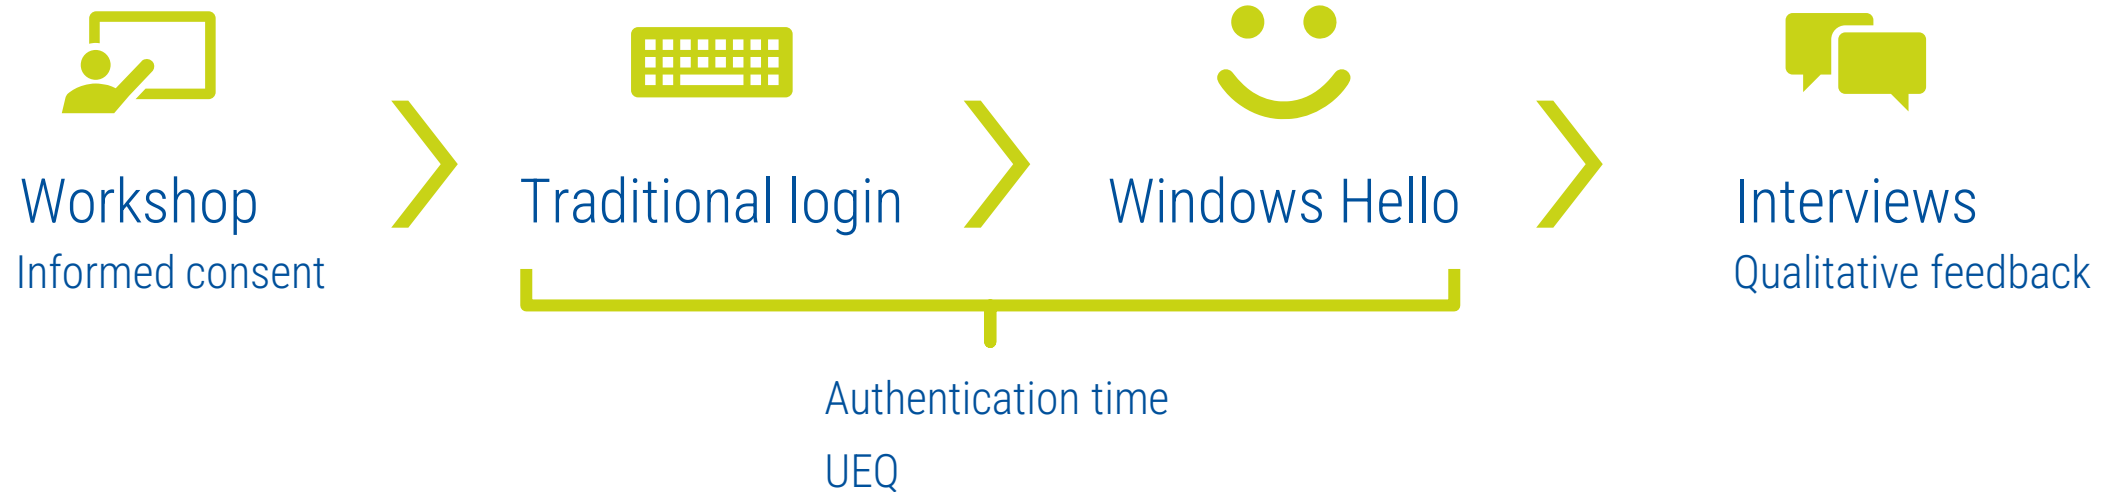 Workshop
Informed consent
Traditional login
Windows Hello
Authentication time
UEQ
Interviews
Qualitative feedback